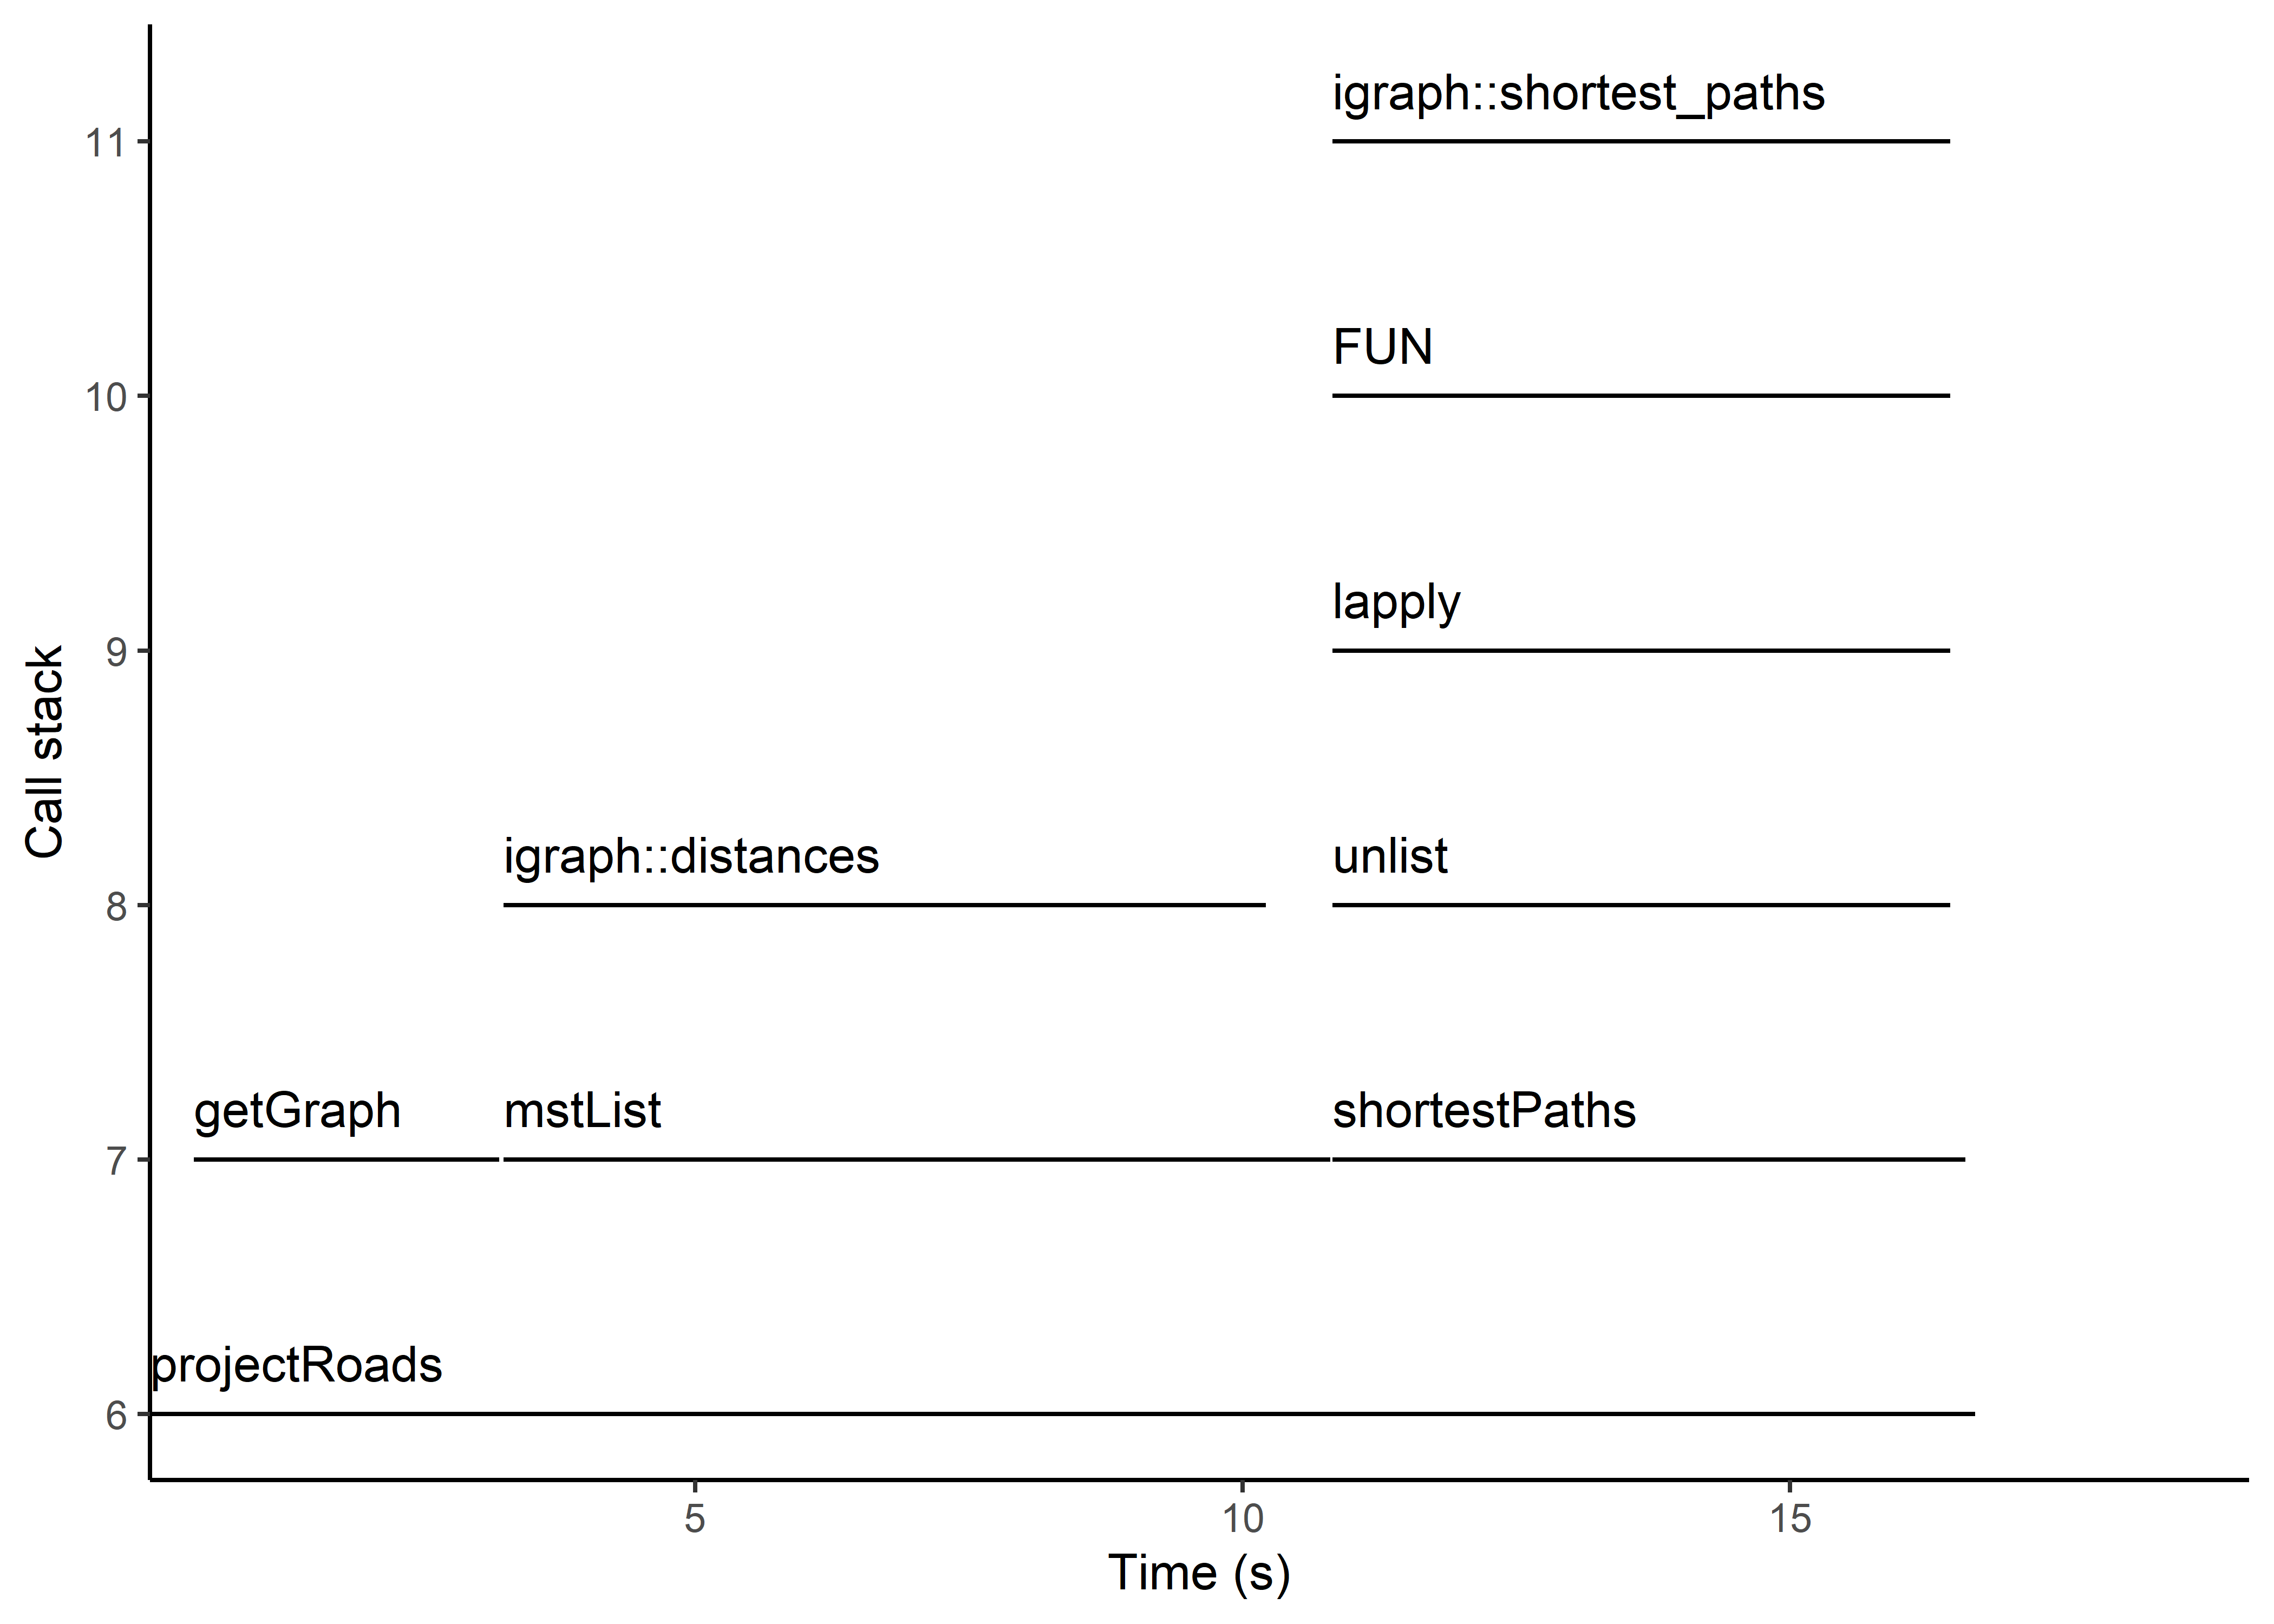 igraph::shortest_paths
11
FUN
10
lapply
9
Call stack
igraph::distances
unlist
8
getGraph
mstList
shortestPaths
7
projectRoads
6
5
10
15
Time (s)